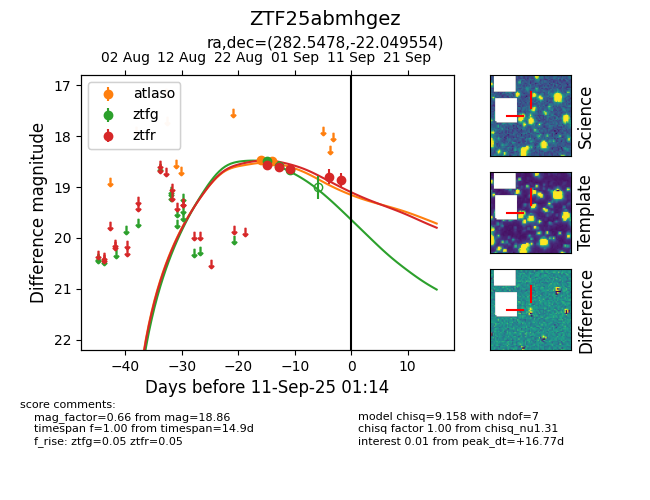 ZTF25abmhgez
ra,dec=(282.5478,-22.049554)
02 Aug 12 Aug 22 Aug 01 Sep 11 Sep 21 Sep
17
18
19
20
21
22
Difference magnitude
atlaso
ztfg
ztfr
−40 −30 −20 −10 0 10
Days before 11-Sep-25 01:14
Science
Template
Difference
score comments:
mag_factor=0.66 from mag=18.86
timespan f=1.00 from timespan=14.9d
f_rise: ztfg=0.05 ztfr=0.05
model chisq=9.158 with ndof=7
chisq factor 1.00 from chisq_nu1.31
interest 0.01 from peak_dt=+16.77d